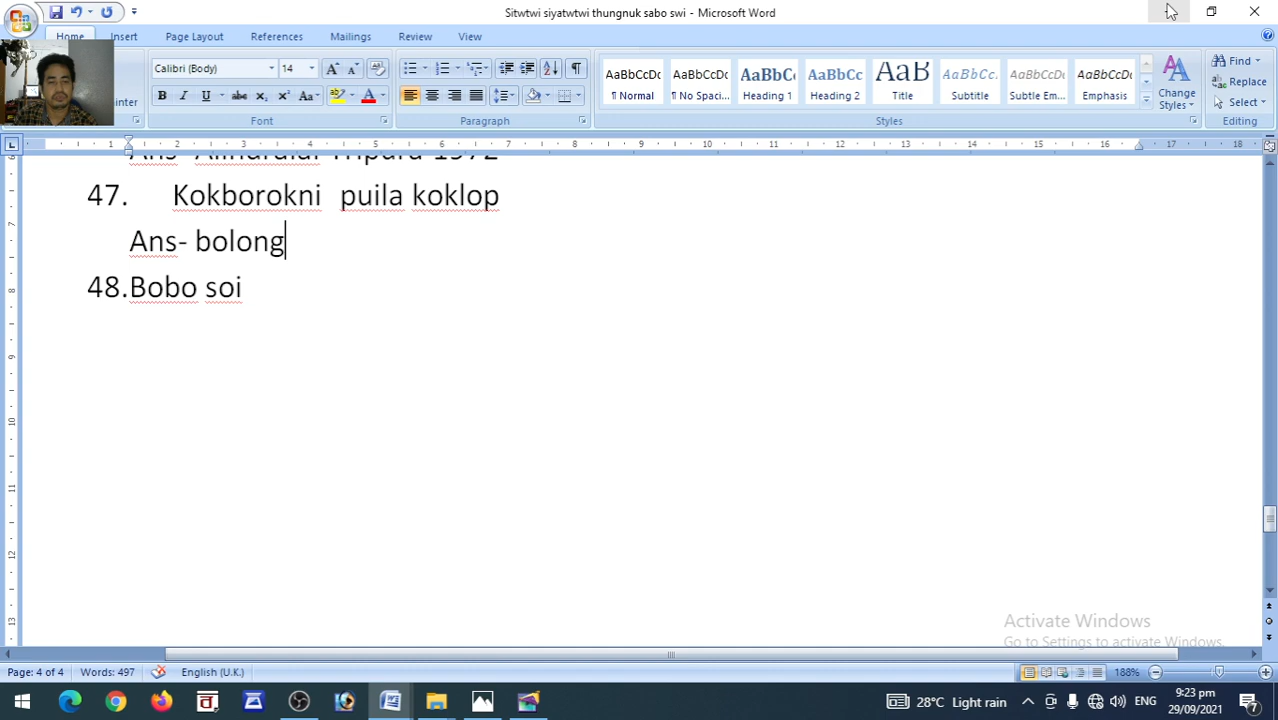 Sitwtwi siyatwtwi thungnuk sabo swi - Microsoft Word
Home Insert Page Layout References Mailings Review View
Calibri (Body) 14
Font Paragraph Styles Editing
AaBbCcDc AaBbCcDc AaBbCc AaBbCc AaB AaBbCc. AaBbCcDc AaBbCcDc
¶ Normal ¶ No Spaci... Heading 1 Heading 2 Title Subtitle Subtle Em... Emphasis
Change Styles
Find
Replace
Select
47. Kokborokni puila koklop
Ans- bolong
48.Bobo soi
Activate Windows
Go to Settings to activate Windows.
Page: 4 of 4 Words: 497 English (U.K.) 188%
28°C Light rain ENG 9:23 pm
29/09/2021